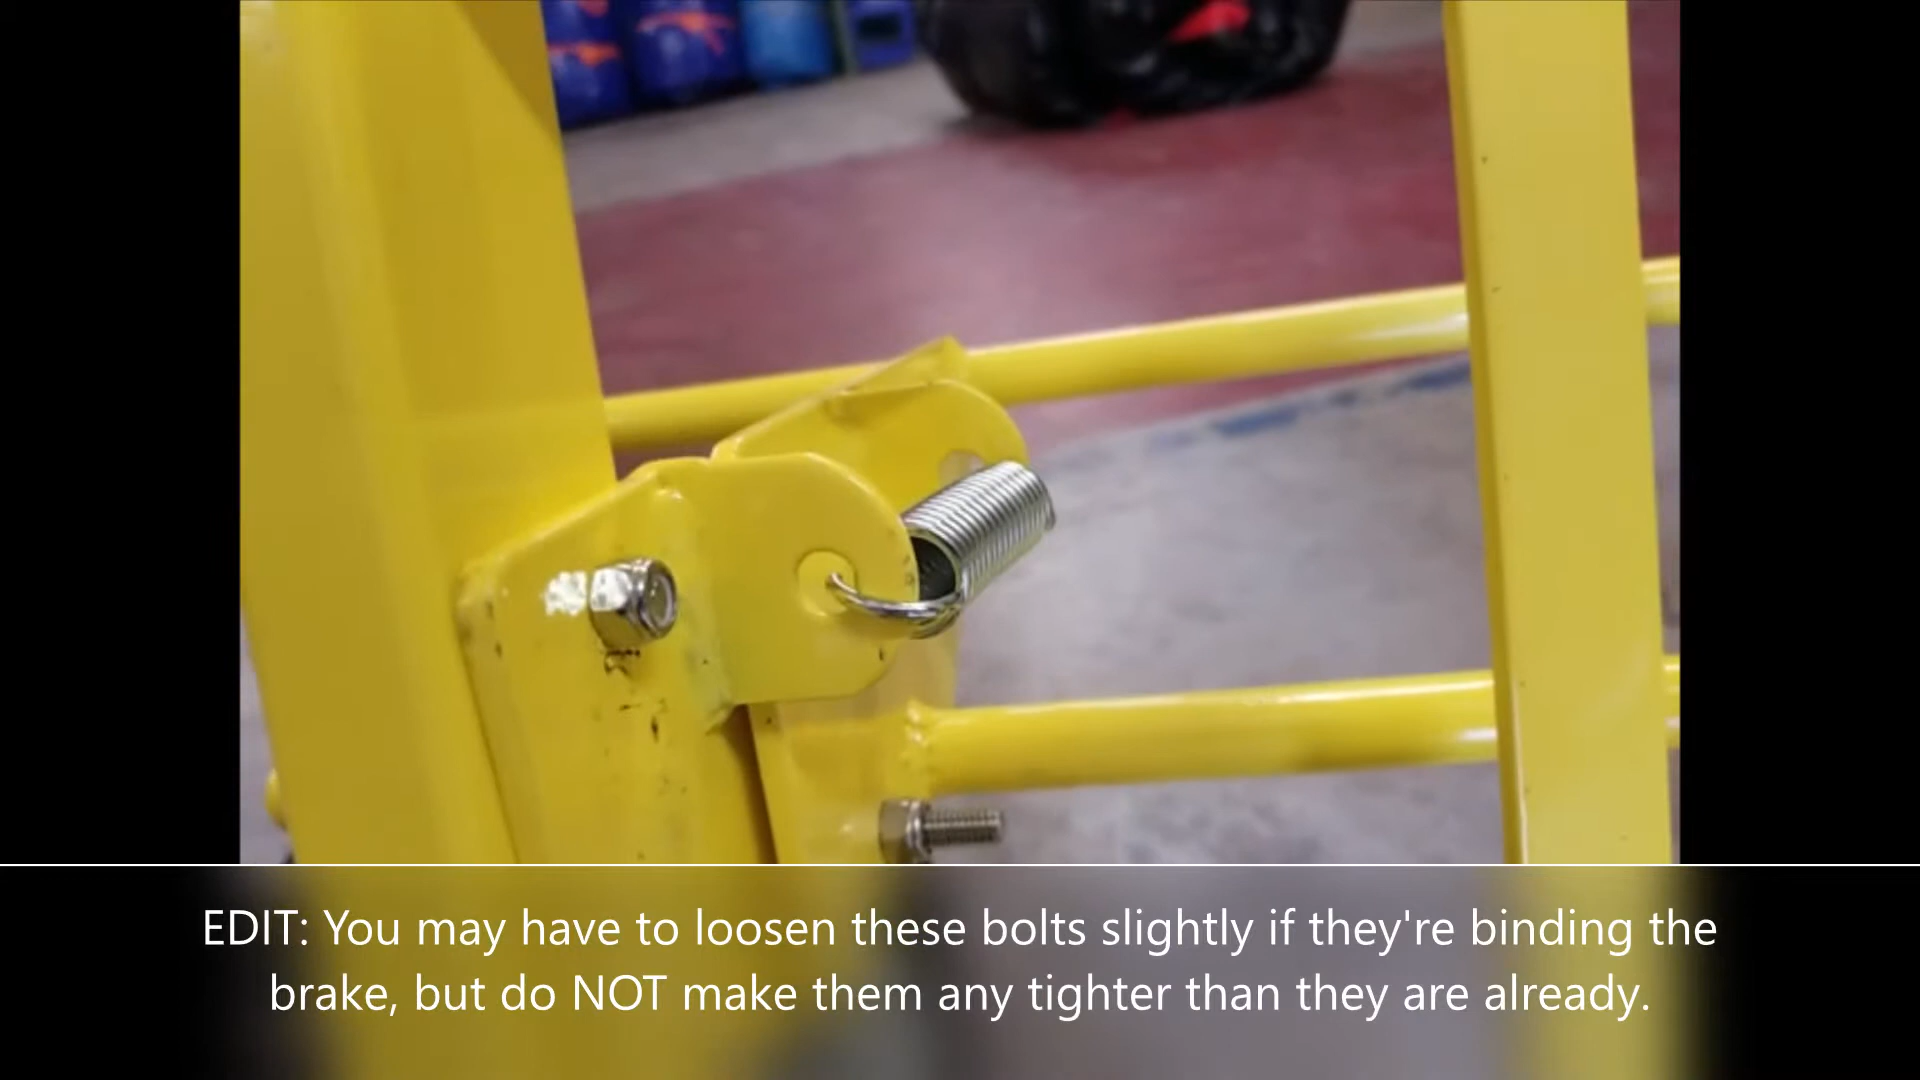 EDIT: You may have to loosen these bolts slightly if they're binding the
brake, but do NOT make them any tighter than they are already.